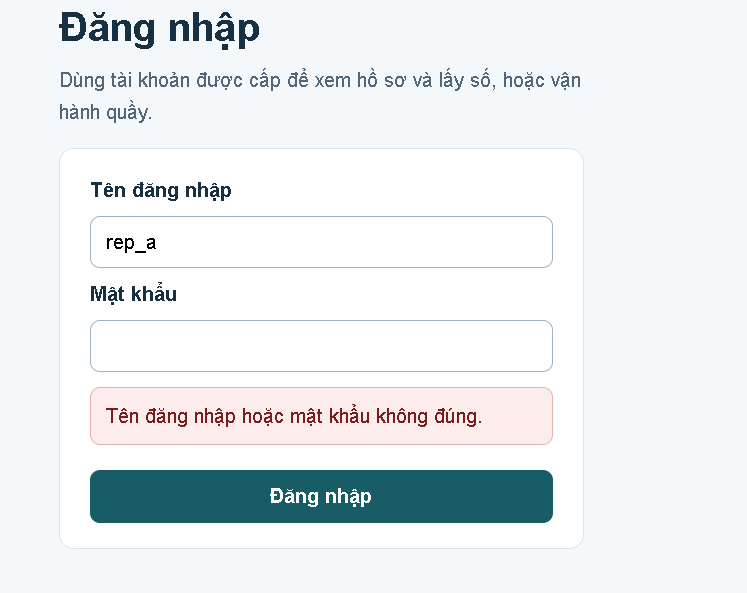 Đăng nhập
Dùng tài khoản được cấp để xem hồ sơ và lấy số, hoặc vận
hành quầy.
Tên đăng nhập
rep_a
Mật khẩu
Tên đăng nhập hoặc mật khẩu không đúng.
Đăng nhập